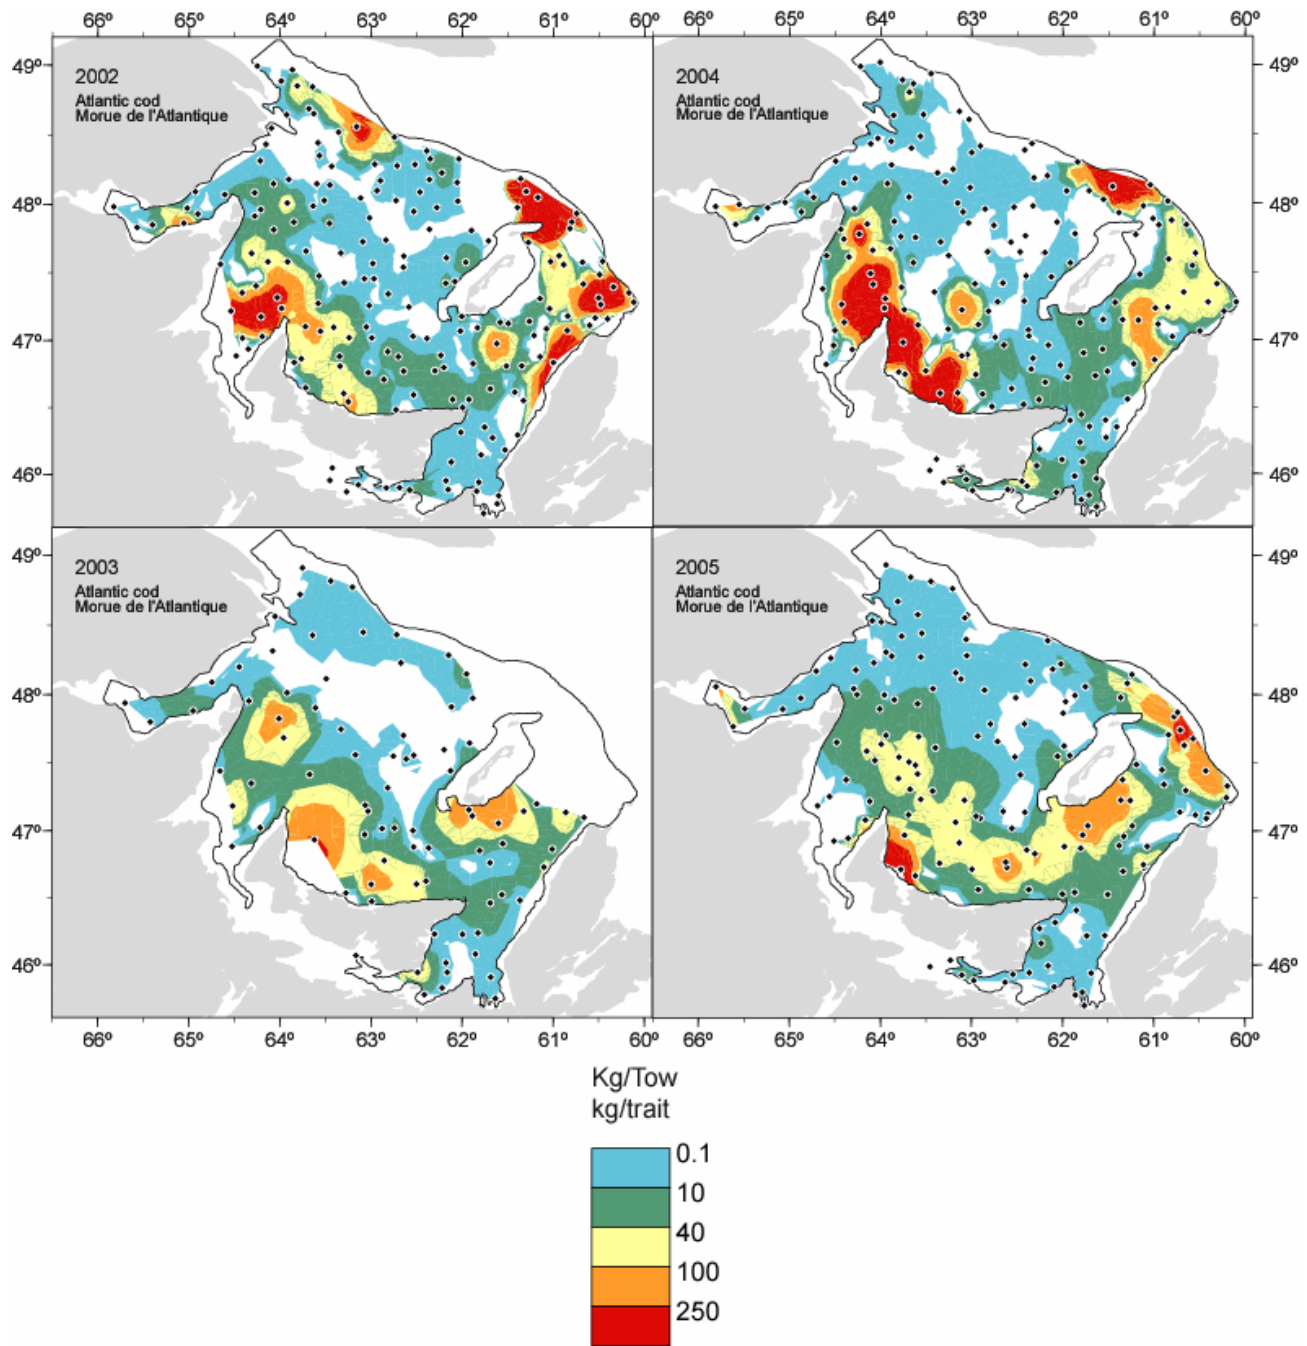 66º 65º 64º 63º 62º 61º 60º 66º 65º 64º 63º 62º 61º 60º
49º 49º
2002 2004
Atlantic cod Atlantic cod
Morue de l'Atlantique Morue de l'Atlantique
48º 48º
47º 47º
46º 46º
49º 49º
2003 2005
Atlantic cod Atlantic cod
Morue de l'Atlantique Morue de l'Atlantique
48º 48º
47º 47º
46º 46º
66º 65º 64º 63º 62º 61º 60º 66º 65º 64º 63º 62º 61º 60º
Kg/Tow
kg/trait
0.1
10
40
100
250